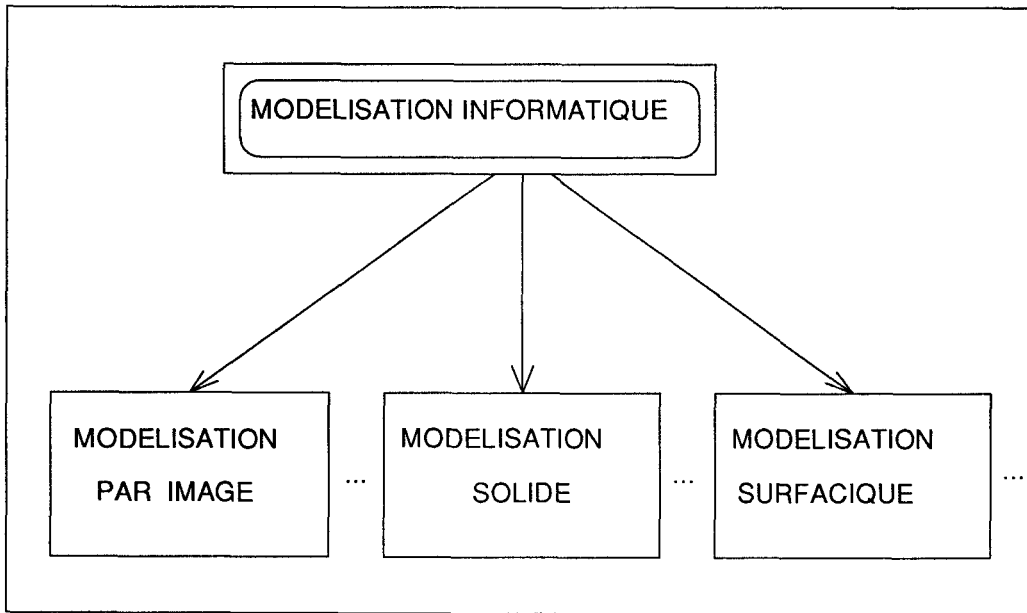 MODELISATION INFORMATIQUE
MODELISATION
PAR IMAGE
...
MODELISATION
SOLIDE
...
MODELISATION
SURFACIQUE
...